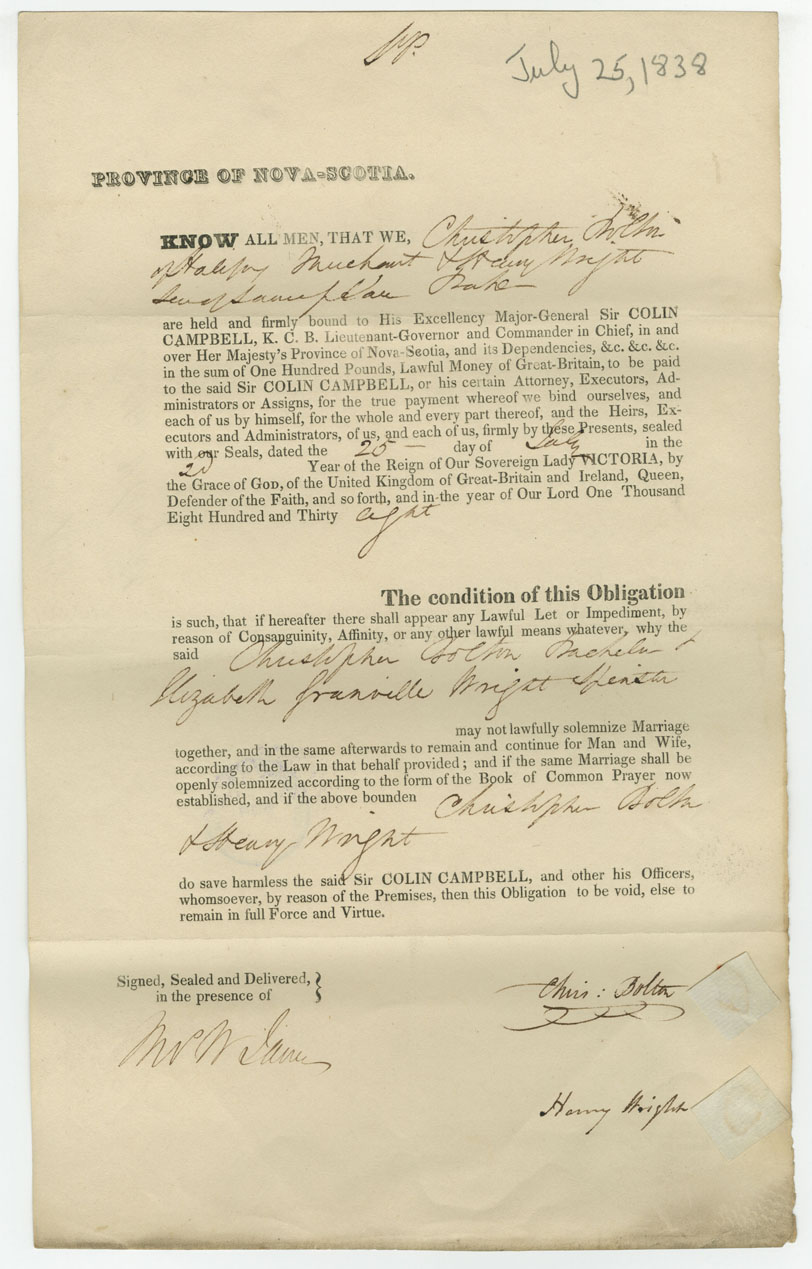 July 25, 1838
PROVINCE OF NOVA-SCOTIA.
KNOW ALL MEN, THAT WE, Christopher Bolton
of Halifax Merchant & Henry Wright
of same place
are held and firmly bound to His Excellency Major-General Sir COLIN
CAMPBELL, K. C. B. Lieutenant-Governor and Commander in Chief, in and
over Her Majesty's Province of Nova-Scotia, and its Dependencies, &c. &c. &c.
in the sum of One Hundred Pounds, Lawful Money of Great-Britain, to be paid
to the said Sir COLIN CAMPBELL, or his certain Attorney, Executors, Ad-
ministrators or Assigns, for the true payment whereof we bind ourselves, and
each of us by himself, for the whole and every part thereof, and the Heirs, Ex-
ecutors and Administrators, of us, and each of us, firmly by these Presents, sealed
with our Seals, dated the 25 day of July in the
2d Year of the Reign of Our Sovereign Lady VICTORIA, by
the Grace of GOD, of the United Kingdom of Great-Britain and Ireland, Queen,
Defender of the Faith, and so forth, and in the year of Our Lord One Thousand
Eight Hundred and Thirty eight
The condition of this Obligation
is such, that if hereafter there shall appear any Lawful Let or Impediment, by
reason of Consanguinity, Affinity, or any other lawful means whatever, why the
said Christopher Bolton Bachelor &
Elizabeth Granville Wright Spinster
may not lawfully solemnize Marriage
together, and in the same afterwards to remain and continue for Man and Wife,
according to the Law in that behalf provided; and if the same Marriage shall be
openly solemnized according to the form of the Book of Common Prayer now
established, and if the above bounden Christopher Bolton
& Henry Wright
do save harmless the said Sir COLIN CAMPBELL, and other his Officers,
whomsoever, by reason of the Premises, then this Obligation to be void, else to
remain in full Force and Virtue.
Signed, Sealed and Delivered,
in the presence of
Chris: Bolton
Henry Wright